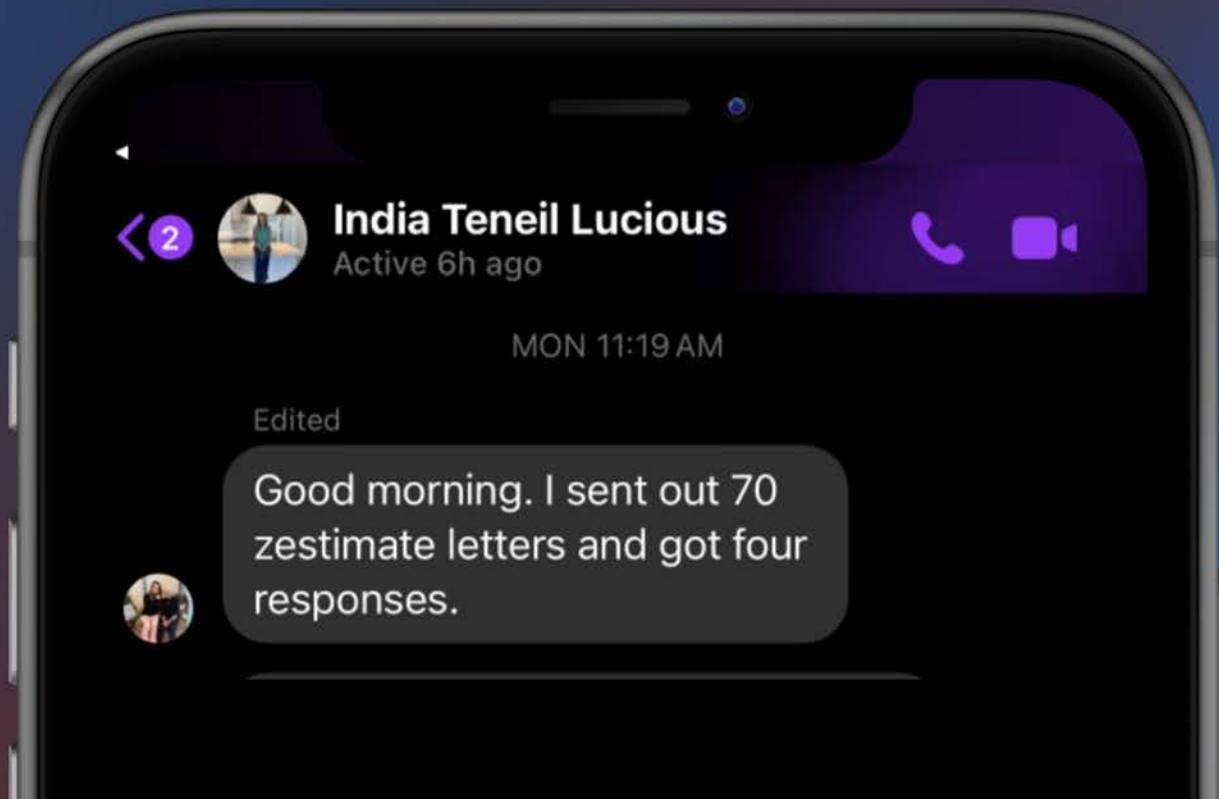 2
India Teneil Lucious
Active 6h ago
MON 11:19 AM
Edited
Good morning. I sent out 70
zestimate letters and got four
responses.